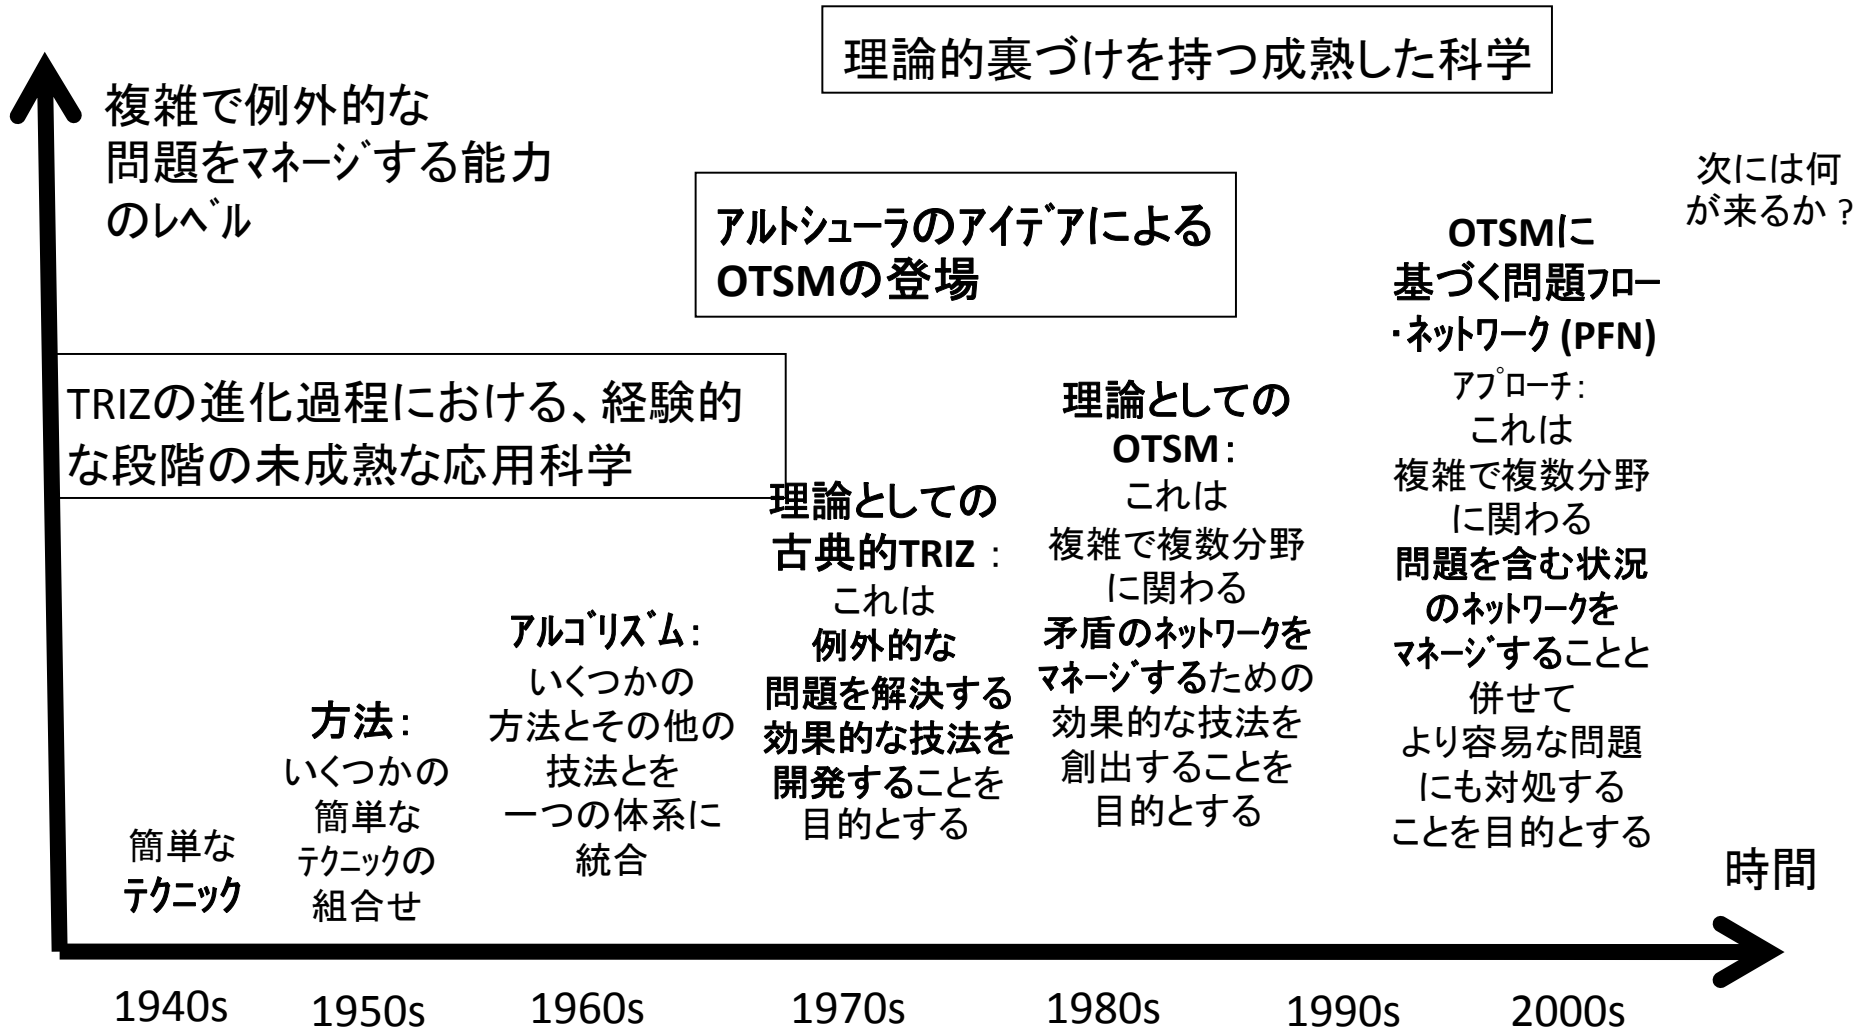 理論的裏づけを持つ成熟した科学
複雑で例外的な
問題をﾏﾈｰｼﾞする能力
のﾚﾍﾞﾙ
次には何
が来るか？
ｱﾙﾄｼｭｰﾗのｱｲﾃﾞｱによる
OTSMの登場
TRIZの進化過程における、経験的
な段階の未成熟な応用科学
簡単な
ﾃｸﾆｯｸ
方法：
いくつかの
簡単な
ﾃｸﾆｯｸの
組合せ
ｱﾙｺﾞﾘｽﾞﾑ：
いくつかの
方法とその他の
技法とを
一つの体系に
統合
理論としての
古典的TRIZ：
これは
例外的な
問題を解決する
効果的な技法を
開発することを
目的とする
理論としての
OTSM：
これは
複雑で複数分野
に関わる
矛盾のﾈｯﾄﾜｰｸを
ﾏﾈｰｼﾞするための
効果的な技法を
創出することを
目的とする
OTSMに
基づく問題ﾌﾛｰ
･ﾈｯﾄﾜｰｸ (PFN)
ｱﾌﾟﾛｰﾁ：
これは
複雑で複数分野
に関わる
問題を含む状況
のﾈｯﾄﾜｰｸを
ﾏﾈｰｼﾞすることと
併せて
より容易な問題
にも対処する
ことを目的とする
時間
1940s
1950s
1960s
1970s
1980s
1990s
2000s